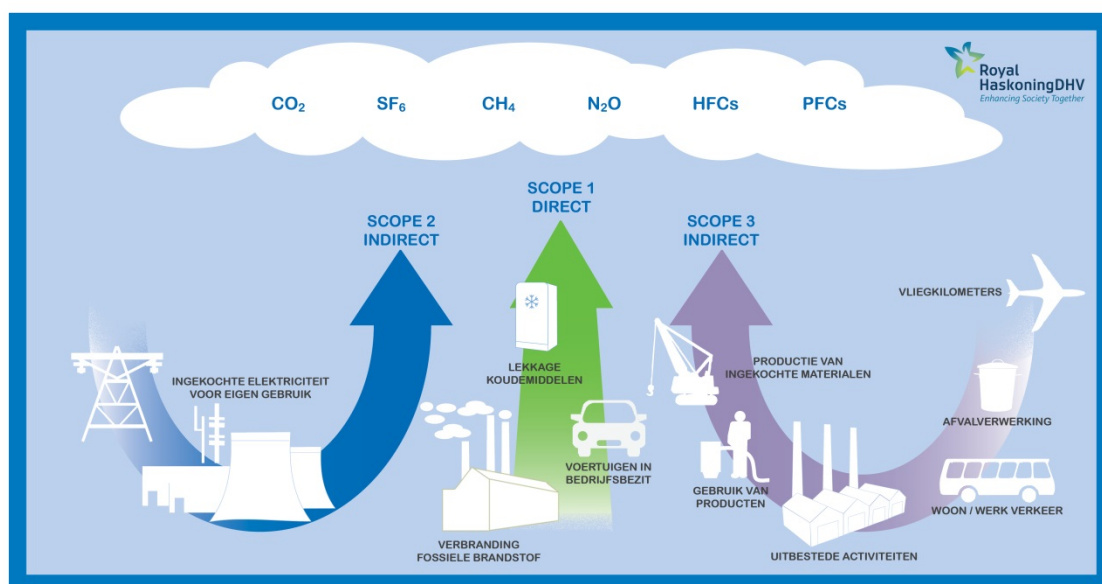 Royal
HaskoningDHV
Enhancing Society Together
CO₂ SF₆ CH₄ N₂O HFCs PFCs
SCOPE 2
INDIRECT
SCOPE 1
DIRECT
SCOPE 3
INDIRECT
INGEKOCHTE ELEKTRICITEIT
VOOR EIGEN GEBRUIK
LEKKAGE
KOUDEMIDDELEN
VOERTUIGEN IN
BEDRIJFSBEZIT
VERBRANDING
FOSSIELE BRANDSTOF
PRODUCTIE VAN
INGEKOCHTE MATERIALEN
GEBRUIK VAN
PRODUCTEN
UITBESTEDE ACTIVITEITEN
VLIEGKILOMETERS
AFVALVERWERKING
WOON / WERK VERKEER